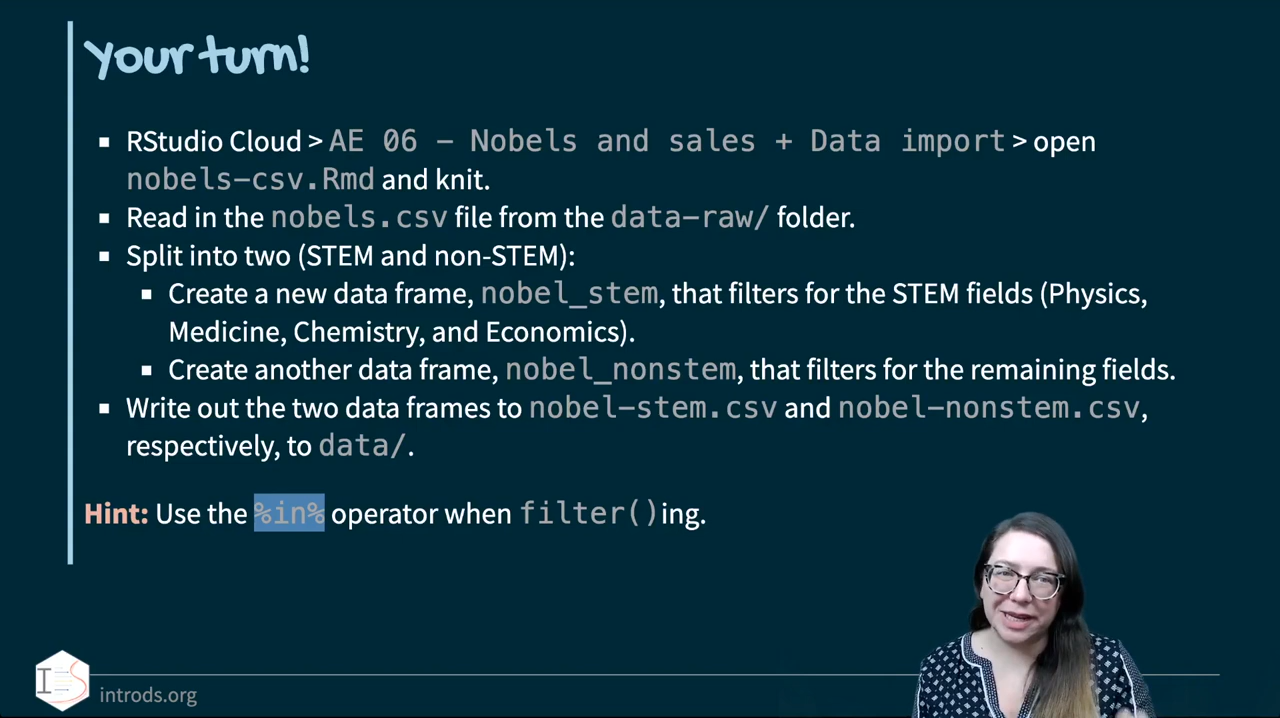 your turn!
RStudio Cloud > AE 06 - Nobels and sales + Data import > open
nobels-csv.Rmd and knit.
Read in the nobels.csv file from the data-raw/ folder.
Split into two (STEM and non-STEM):
Create a new data frame, nobel_stem, that filters for the STEM fields (Physics,
Medicine, Chemistry, and Economics).
Create another data frame, nobel_nonstem, that filters for the remaining fields.
Write out the two data frames to nobel-stem.csv and nobel-nonstem.csv,
respectively, to data/.
Hint: Use the %in% operator when filter()ing.
IS
introds.org